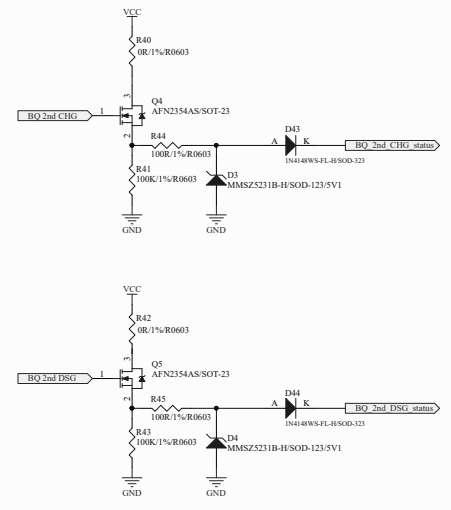 VCC
R40
0R/1%/R0603
3
Q4
AFN2354AS/SOT-23
BQ 2nd CHG
1
2
R44
100R/1%/R0603
D43
A
K
BQ_2nd_CHG_status
1N4148WS-FL-H/SOD-323
R41
100K/1%/R0603
D3
MMSZ5231B-H/SOD-123/5V1
GND
GND
VCC
R42
0R/1%/R0603
3
Q5
AFN2354AS/SOT-23
BQ 2nd DSG
1
2
R45
100R/1%/R0603
D44
A
K
BQ_2nd_DSG_status
1N4148WS-FL-H/SOD-323
R43
100K/1%/R0603
D4
MMSZ5231B-H/SOD-123/5V1
GND
GND